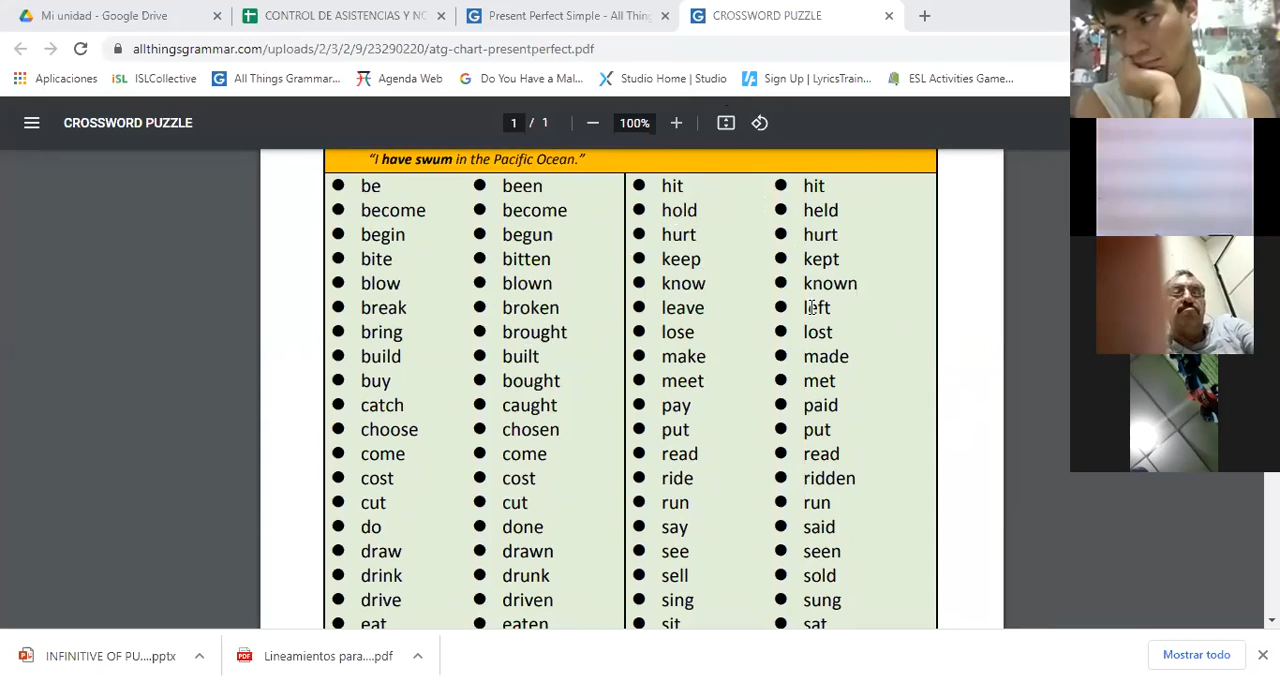 Mi unidad - Google Drive
CONTROL DE ASISTENCIAS Y NO
Present Perfect Simple - All Thing
CROSSWORD PUZZLE
allthingsgrammar.com/uploads/2/3/2/9/23290220/atg-chart-presentperfect.pdf
Aplicaciones
iSL ISLCollective
G All Things Grammar...
Agenda Web
G Do You Have a Mal...
Studio Home | Studio
Sign Up | LyricsTrain...
ESL Activities Game...
CROSSWORD PUZZLE
1 / 1
100%
“I have swum in the Pacific Ocean.”
be been hit hit
become become hold held
begin begun hurt hurt
bite bitten keep kept
blow blown know known
break broken leave left
bring brought lose lost
build built make made
buy bought meet met
catch caught pay paid
choose chosen put put
come come read read
cost cost ride ridden
cut cut run run
do done say said
draw drawn see seen
drink drunk sell sold
drive driven sing sung
eat eaten sit sat
INFINITIVE OF PU....pptx
PDF Lineamientos para....pdf
Mostrar todo